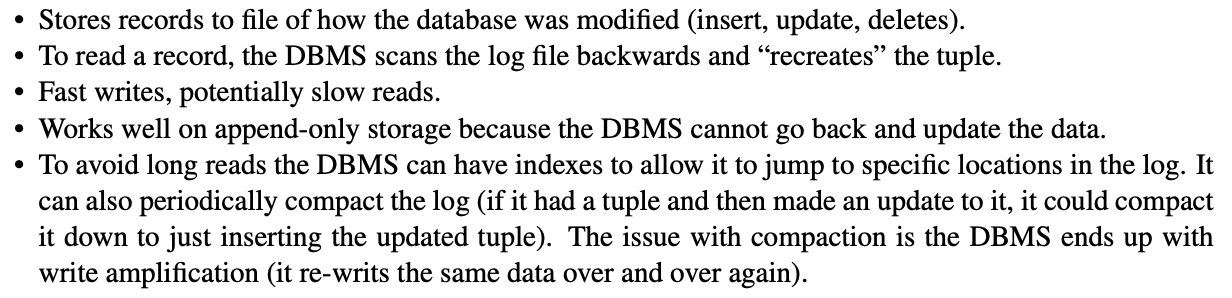 • Stores records to file of how the database was modified (insert, update, deletes).
• To read a record, the DBMS scans the log file backwards and “recreates” the tuple.
• Fast writes, potentially slow reads.
• Works well on append-only storage because the DBMS cannot go back and update the data.
• To avoid long reads the DBMS can have indexes to allow it to jump to specific locations in the log. It
can also periodically compact the log (if it had a tuple and then made an update to it, it could compact
it down to just inserting the updated tuple). The issue with compaction is the DBMS ends up with
write amplification (it re-writs the same data over and over again).